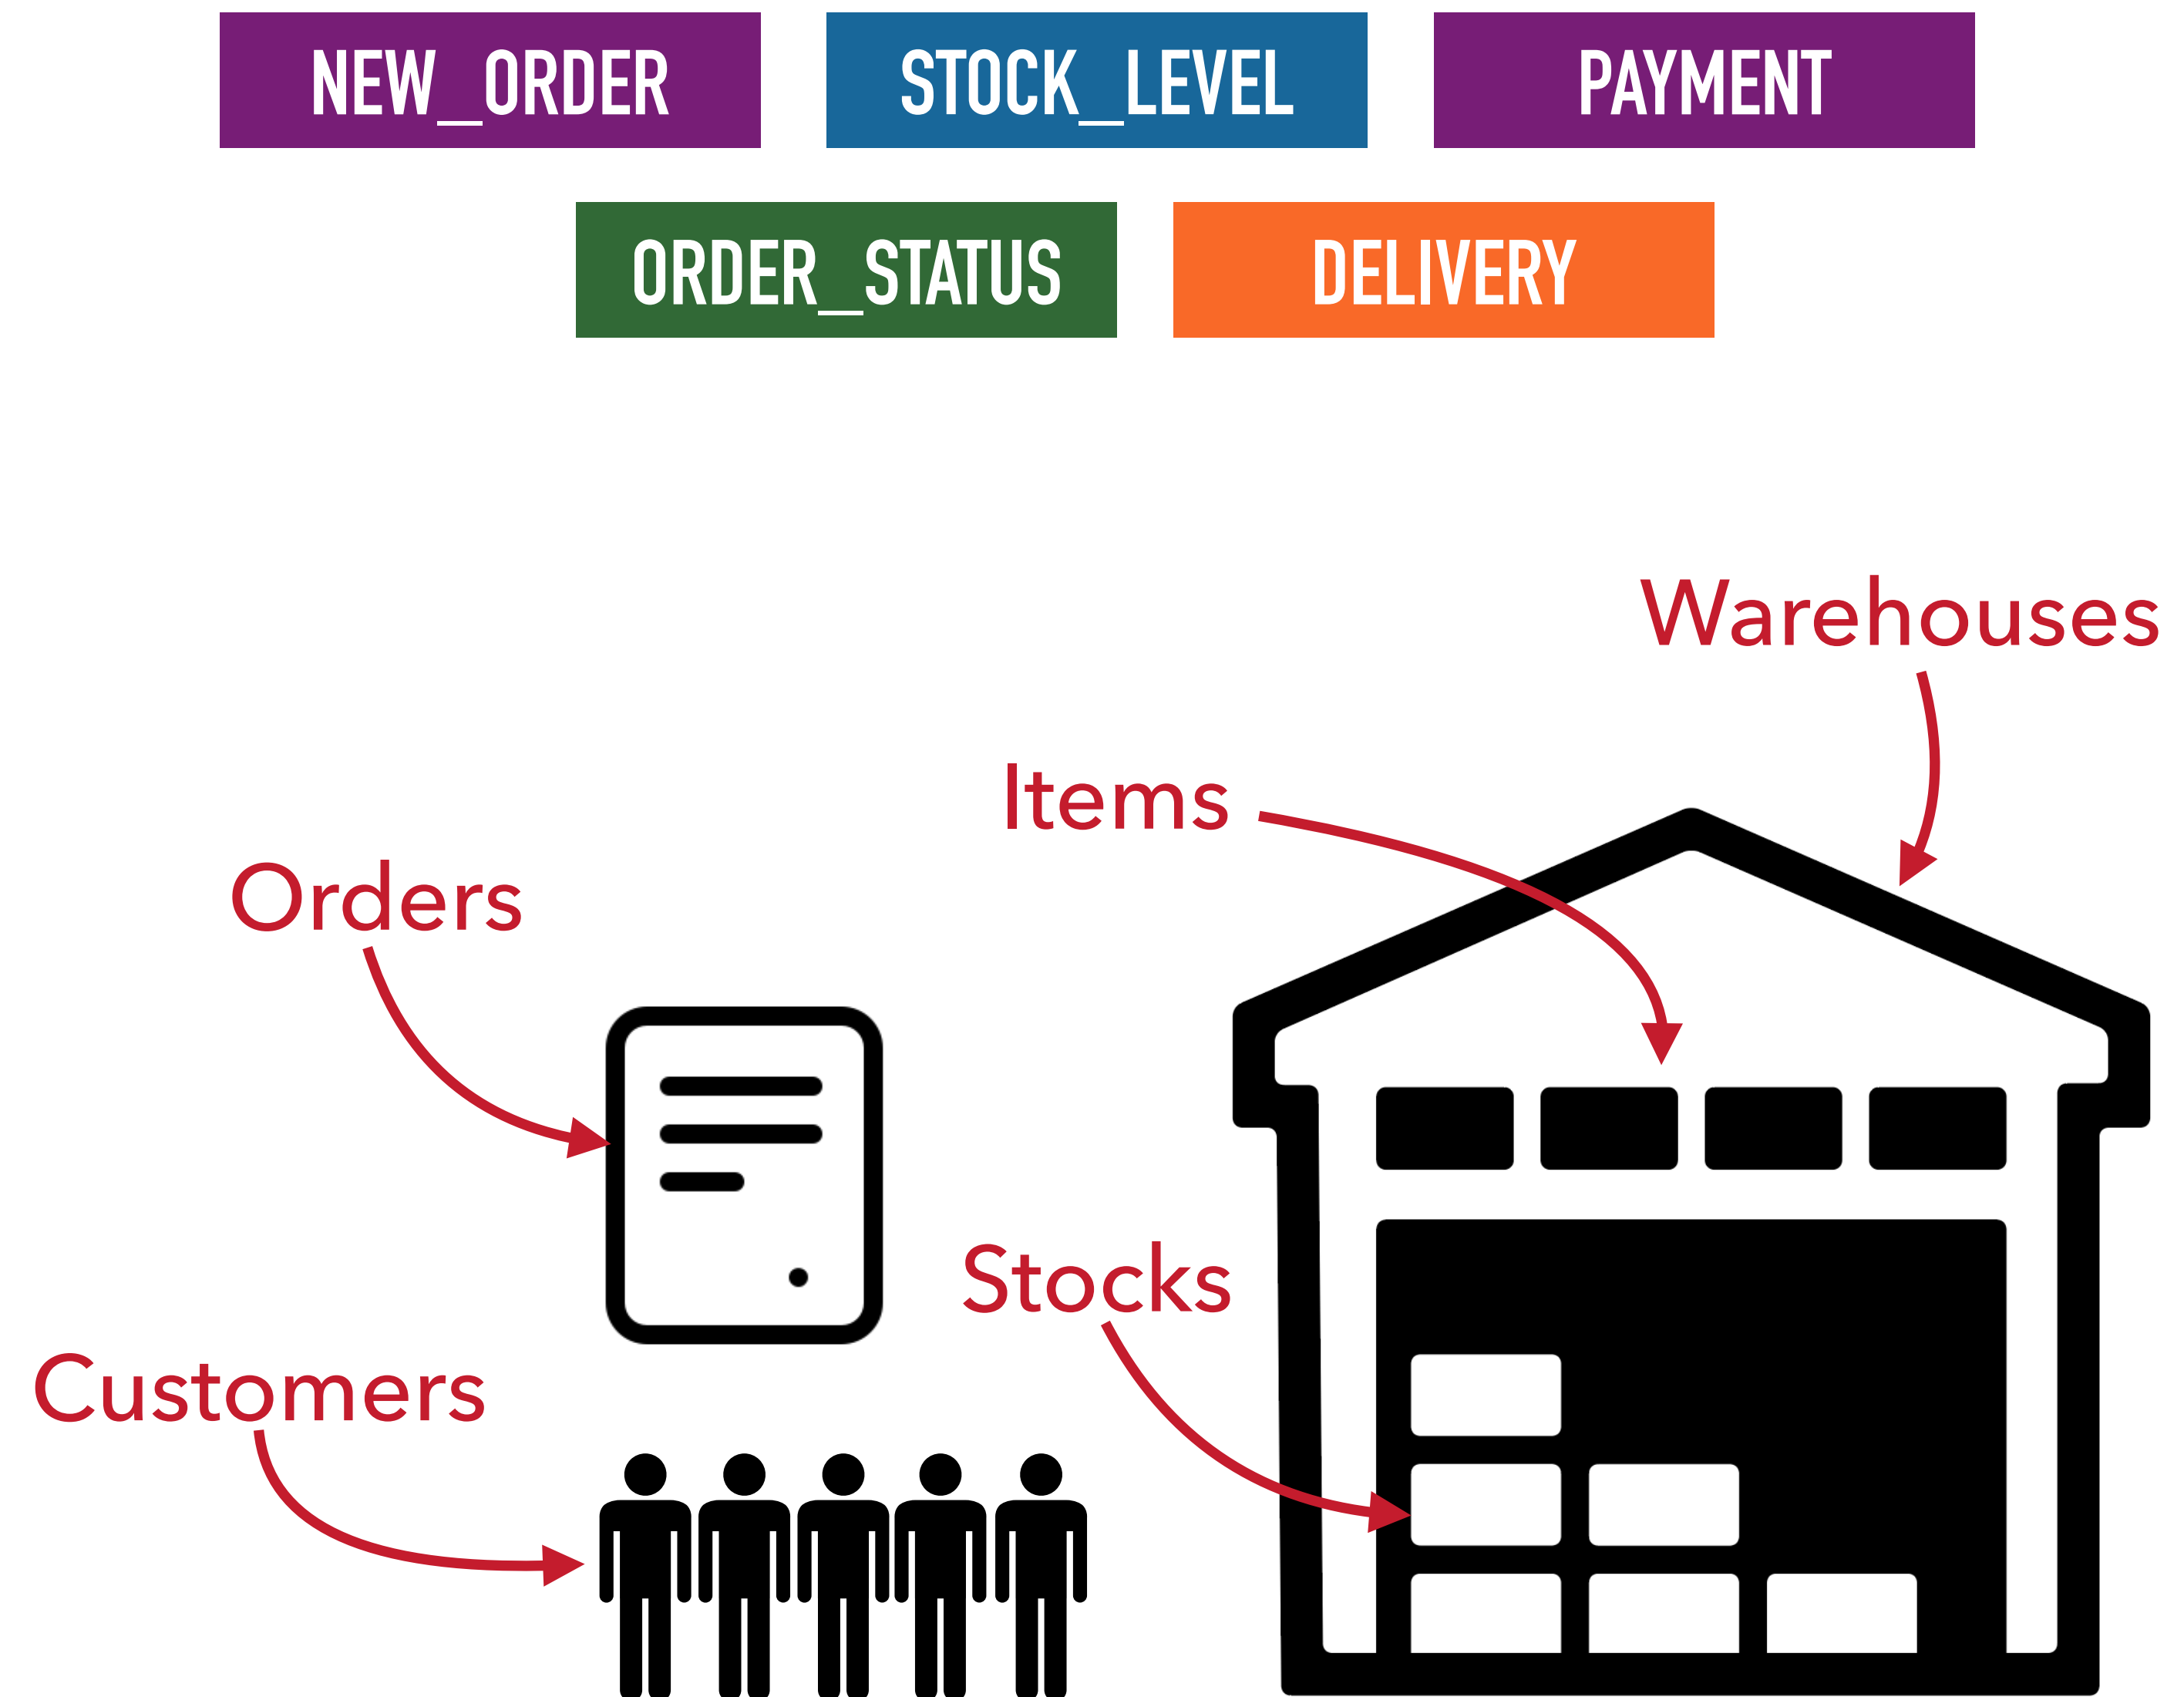 NEW_ORDER
STOCK_LEVEL
PAYMENT
ORDER_STATUS
DELIVERY
Warehouses
Items
Orders
Stocks
Customers